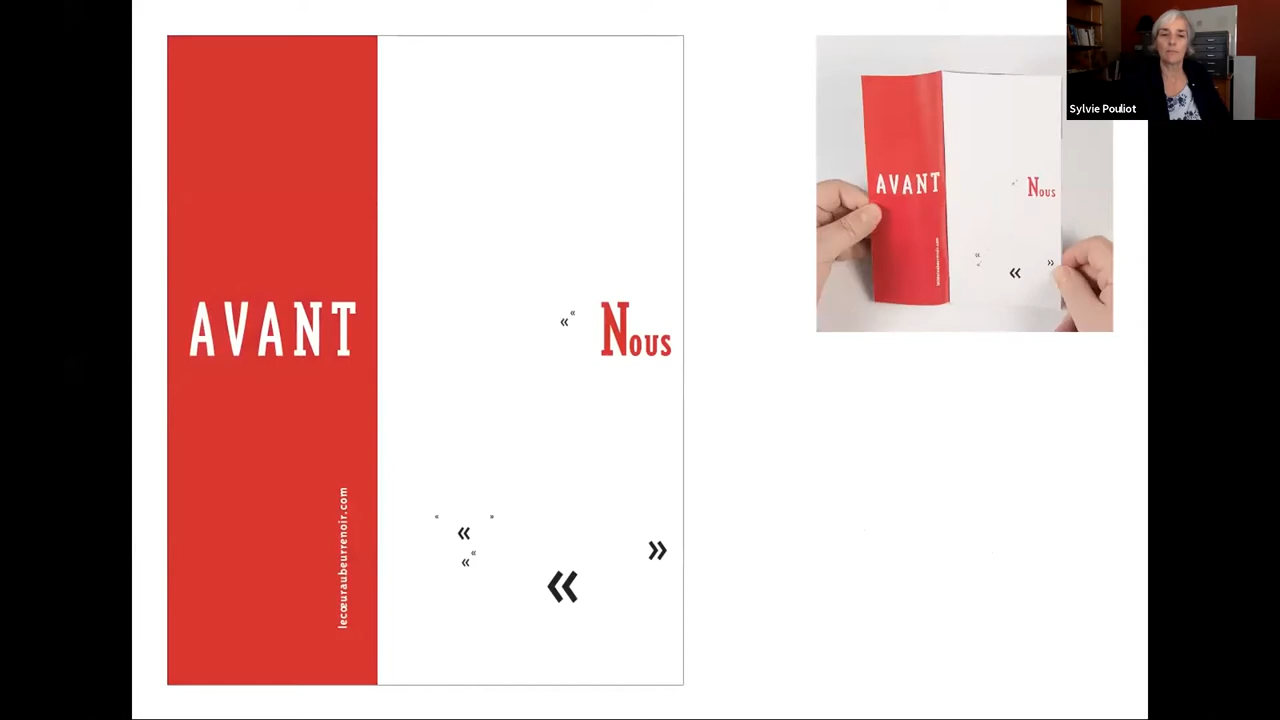 AVANT
« «
Nous
lecœuraubeurrenoir.com
« »
«
«
«
»
«
AVANT
Nous
«
»
«
Sylvie Pouliot